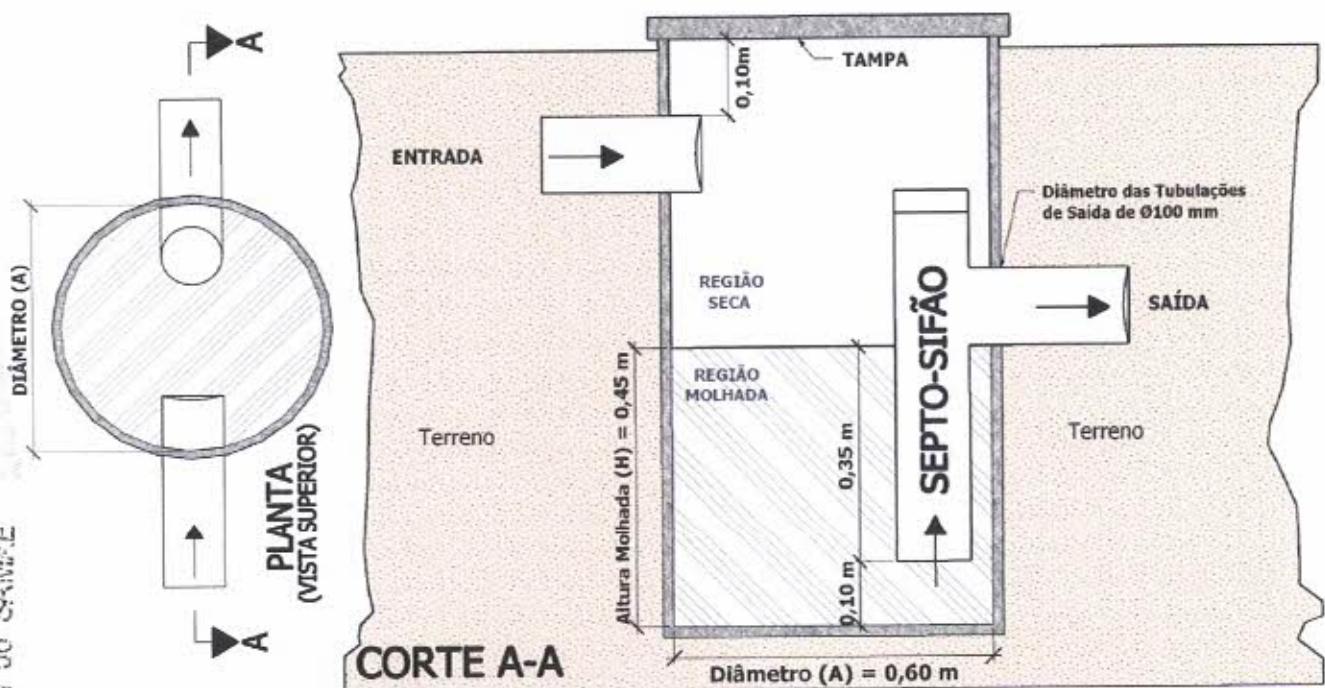 A
DIÂMETRO (A)
PLANTA
(VISTA SUPERIOR)
A
0,10m
TAMPA
ENTRADA
Diâmetro das Tubulações
de Saída de Ø100 mm
REGIÃO
SECA
SEPTO-SIFÃO
SAÍDA
REGIÃO
MOLHADA
Altura Molhada (H) = 0,45 m
0,35 m
0,10 m
Terreno
Terreno
CORTE A-A
Diâmetro (A) = 0,60 m